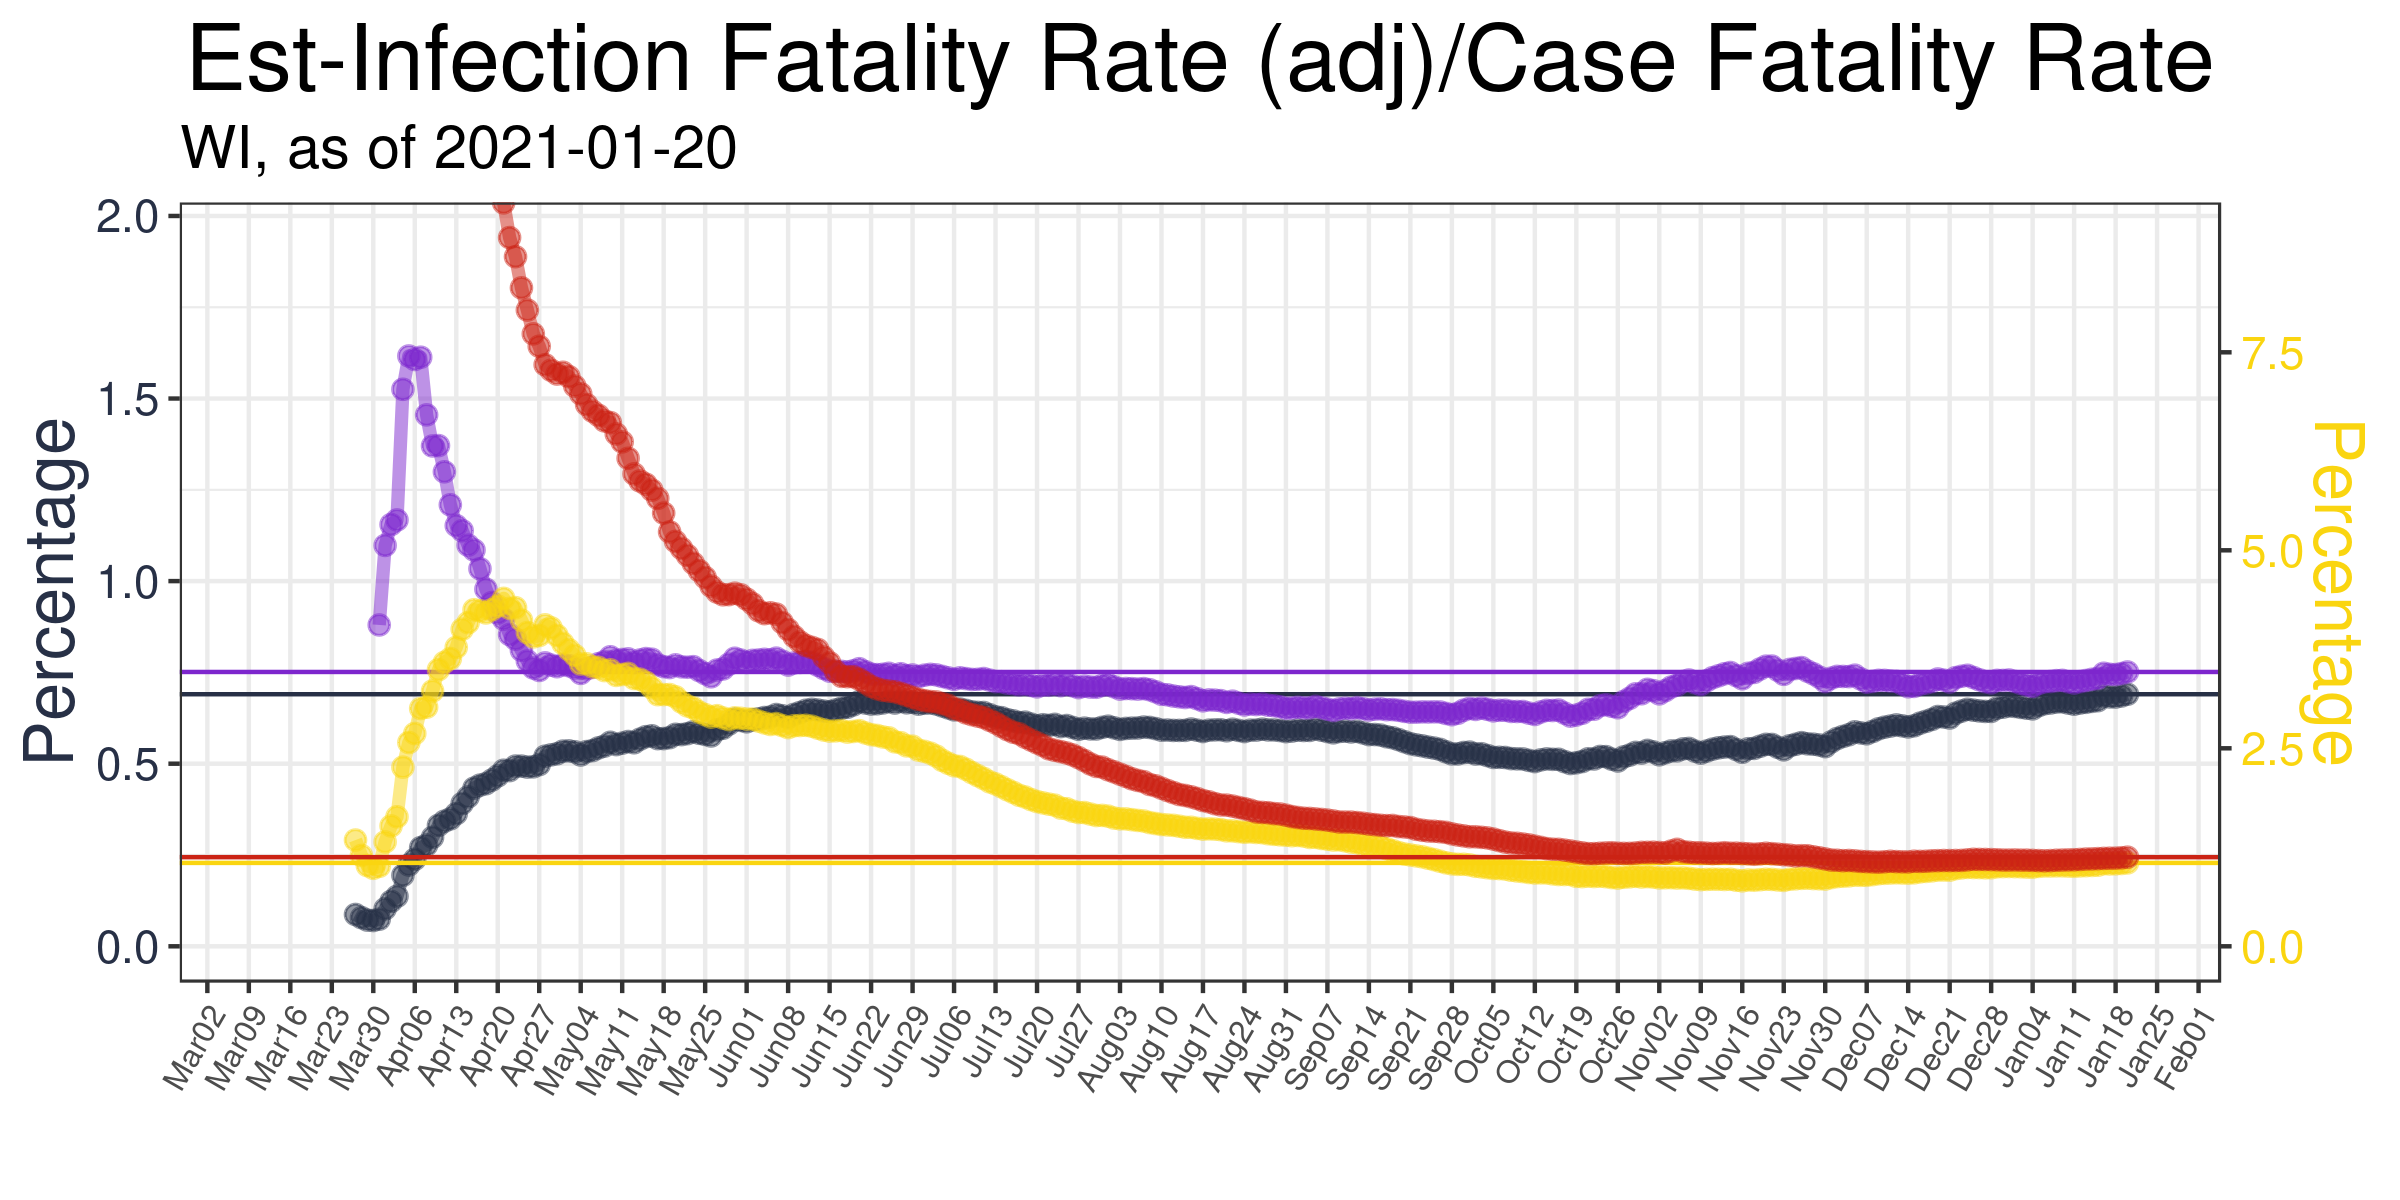 Est-Infection Fatality Rate (adj)/Case Fatality Rate
WI, as of 2021-01-20
Percentage
2.0
1.5
1.0
0.5
0.0
7.5
5.0
2.5
0.0
Percentage
Mar02
Mar09
Mar16
Mar23
Mar30
Apr06
Apr13
Apr20
Apr27
May04
May11
May18
May25
Jun01
Jun08
Jun15
Jun22
Jun29
Jul06
Jul13
Jul20
Jul27
Aug03
Aug10
Aug17
Aug24
Aug31
Sep07
Sep14
Sep21
Sep28
Oct05
Oct12
Oct19
Oct26
Nov02
Nov09
Nov16
Nov23
Nov30
Dec07
Dec14
Dec21
Dec28
Jan04
Jan11
Jan18
Jan25
Feb01